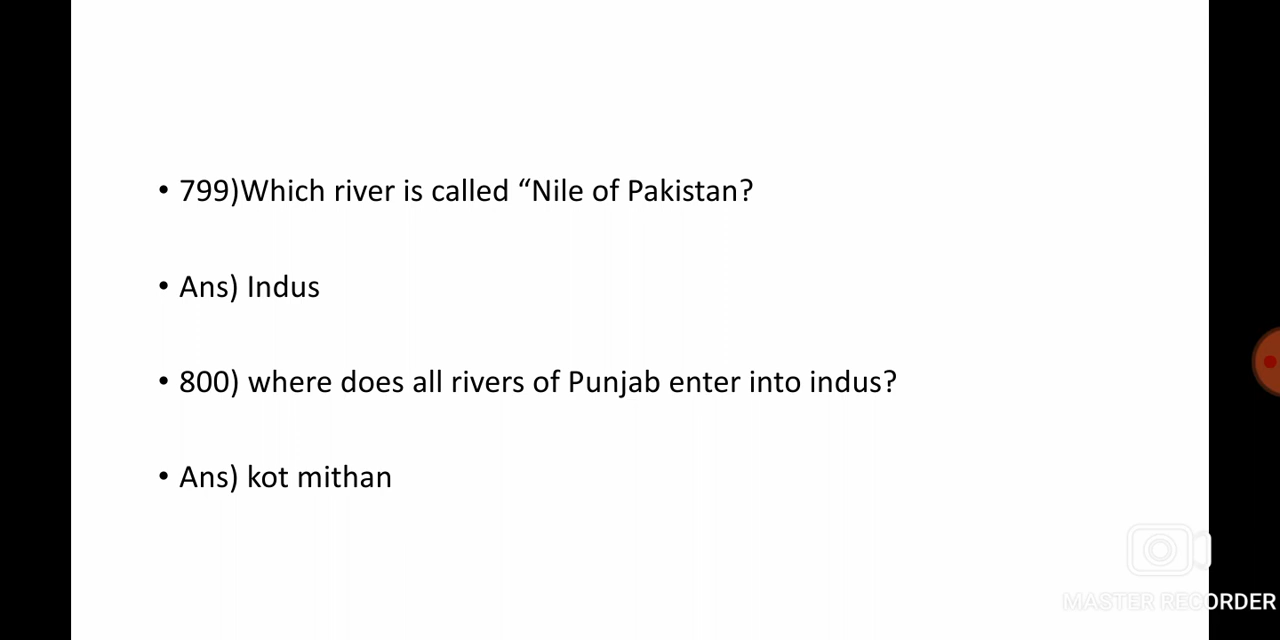 • 799)Which river is called “Nile of Pakistan?
• Ans) Indus
• 800) where does all rivers of Punjab enter into indus?
• Ans) kot mithan
MASTER RECORDER